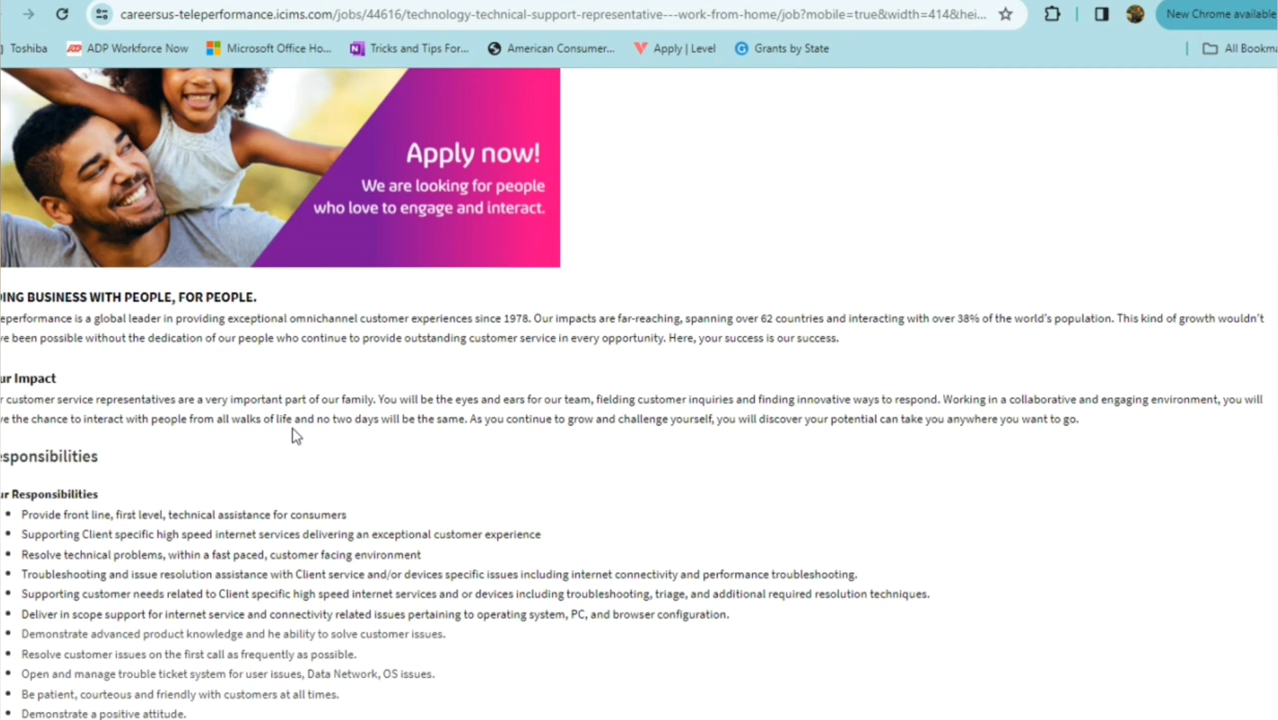 careersus-teleperformance.icims.com/jobs/44616/technology-technical-support-representative---work-from-home/job?mobile=true&width=414&hei...
New Chrome available
Toshiba
ADP Workforce Now
Microsoft Office Ho...
Tricks and Tips For...
American Consumer...
Apply | Level
Grants by State
All Bookma
Apply now!
We are looking for people
who love to engage and interact.
ING BUSINESS WITH PEOPLE, FOR PEOPLE.
eperformance is a global leader in providing exceptional omnichannel customer experiences since 1978. Our impacts are far-reaching, spanning over 62 countries and interacting with over 38% of the world's population. This kind of growth wouldn't
ve been possible without the dedication of our people who continue to provide outstanding customer service in every opportunity. Here, your success is our success.
ur Impact
r customer service representatives are a very important part of our family. You will be the eyes and ears for our team, fielding customer inquiries and finding innovative ways to respond. Working in a collaborative and engaging environment, you will
ve the chance to interact with people from all walks of life and no two days will be the same. As you continue to grow and challenge yourself, you will discover your potential can take you anywhere you want to go.
esponsibilities
ur Responsibilities
Provide front line, first level, technical assistance for consumers
Supporting Client specific high speed internet services delivering an exceptional customer experience
Resolve technical problems, within a fast paced, customer facing environment
Troubleshooting and issue resolution assistance with Client service and/or devices specific issues including internet connectivity and performance troubleshooting.
Supporting customer needs related to Client specific high speed internet services and or devices including troubleshooting, triage, and additional required resolution techniques.
Deliver in scope support for internet service and connectivity related issues pertaining to operating system, PC, and browser configuration.
Demonstrate advanced product knowledge and he ability to solve customer issues.
Resolve customer issues on the first call as frequently as possible.
Open and manage trouble ticket system for user issues, Data Network, OS issues.
Be patient, courteous and friendly with customers at all times.
Demonstrate a positive attitude.